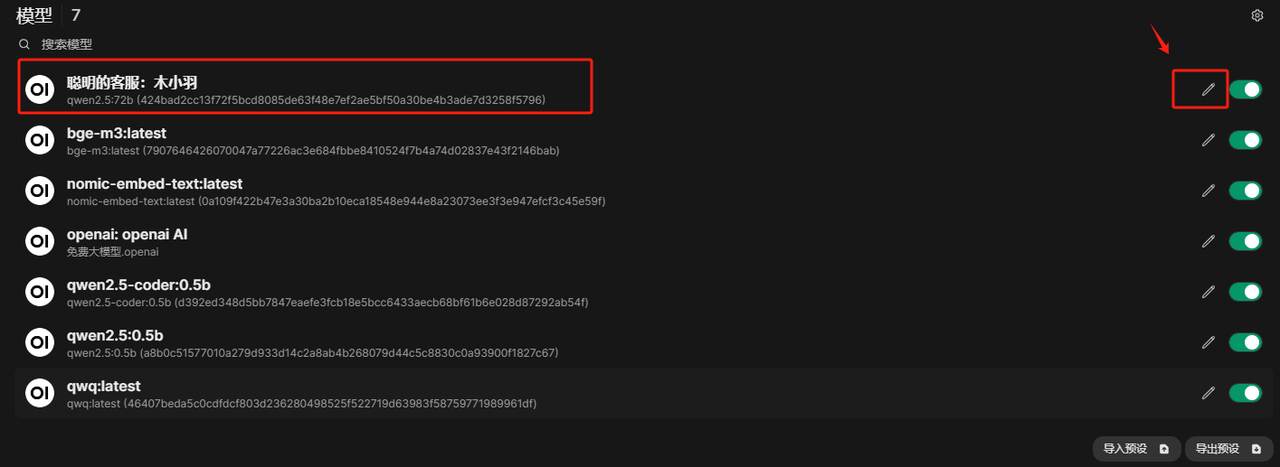 模型 7
搜索模型
OI 聪明的客服：木小羽
qwen2.5:72b (424bad2cc13f72f5bcd8085de63f48e7ef2ae5bf50a30be4b3ade7d3258f5796)
OI bge-m3:latest
bge-m3:latest (7907646426070047a77226ac3e684fbbe8410524f7b4a74d02837e43f2146bab)
OI nomic-embed-text:latest
nomic-embed-text:latest (0a109f422b47e3a30ba2b10eca18548e944e8a23073ee3f3e947efcf3c45e59f)
OI openai: openai AI
免费大模型.openai
OI qwen2.5-coder:0.5b
qwen2.5-coder:0.5b (d392ed348d5bb7847eaefe3fcb18e5bcc6433aecb68bf61b6e028d87292ab54f)
OI qwen2.5:0.5b
qwen2.5:0.5b (a8b0c51577010a279d933d14c2a8ab4b268079d44c5c8830c0a93900f1827c67)
OI qwq:latest
qwq:latest (46407beda5c0cdfdcf803d236280498525f522719d63983f58759771989961df)
导入预设 导出预设